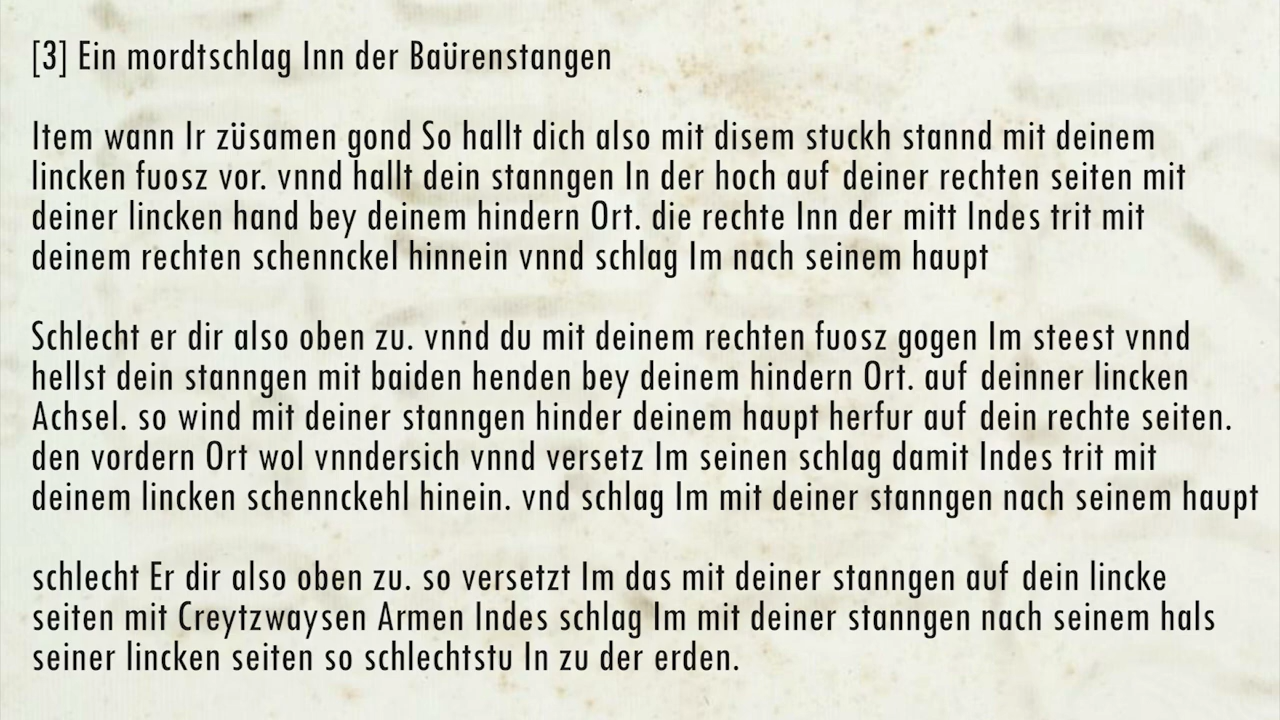 [3] Ein mordtschlag Inn der Baürenstangen
Item wann Ir züsamen gond So hallt dich also mit disem stuckh stannd mit deinem
lincken fuosz vor. vnnd hallt dein stanngen In der hoch auf deiner rechten seiten mit
deiner lincken hand bey deinem hindern Ort. die rechte Inn der mitt Indes trit mit
deinem rechten schennckel hinnein vnnd schlag Im nach seinem haupt
Schlecht er dir also oben zu. vnnd du mit deinem rechten fuosz gogen Im steest vnnd
hellst dein stanngen mit baiden henden bey deinem hindern Ort. auf deinner lincken
Achsel. so wind mit deiner stanngen hinder deinem haupt herfur auf dein rechte seiten.
den vordern Ort wol vnndersich vnnd versetz Im seinen schlag damit Indes trit mit
deinem lincken schennckehl hinein. vnd schlag Im mit deiner stanngen nach seinem haupt
schlecht Er dir also oben zu. so versetzt Im das mit deiner stanngen auf dein lincke
seiten mit Creytzwaysen Armen Indes schlag Im mit deiner stanngen nach seinem hals
seiner lincken seiten so schlechtstu In zu der erden.